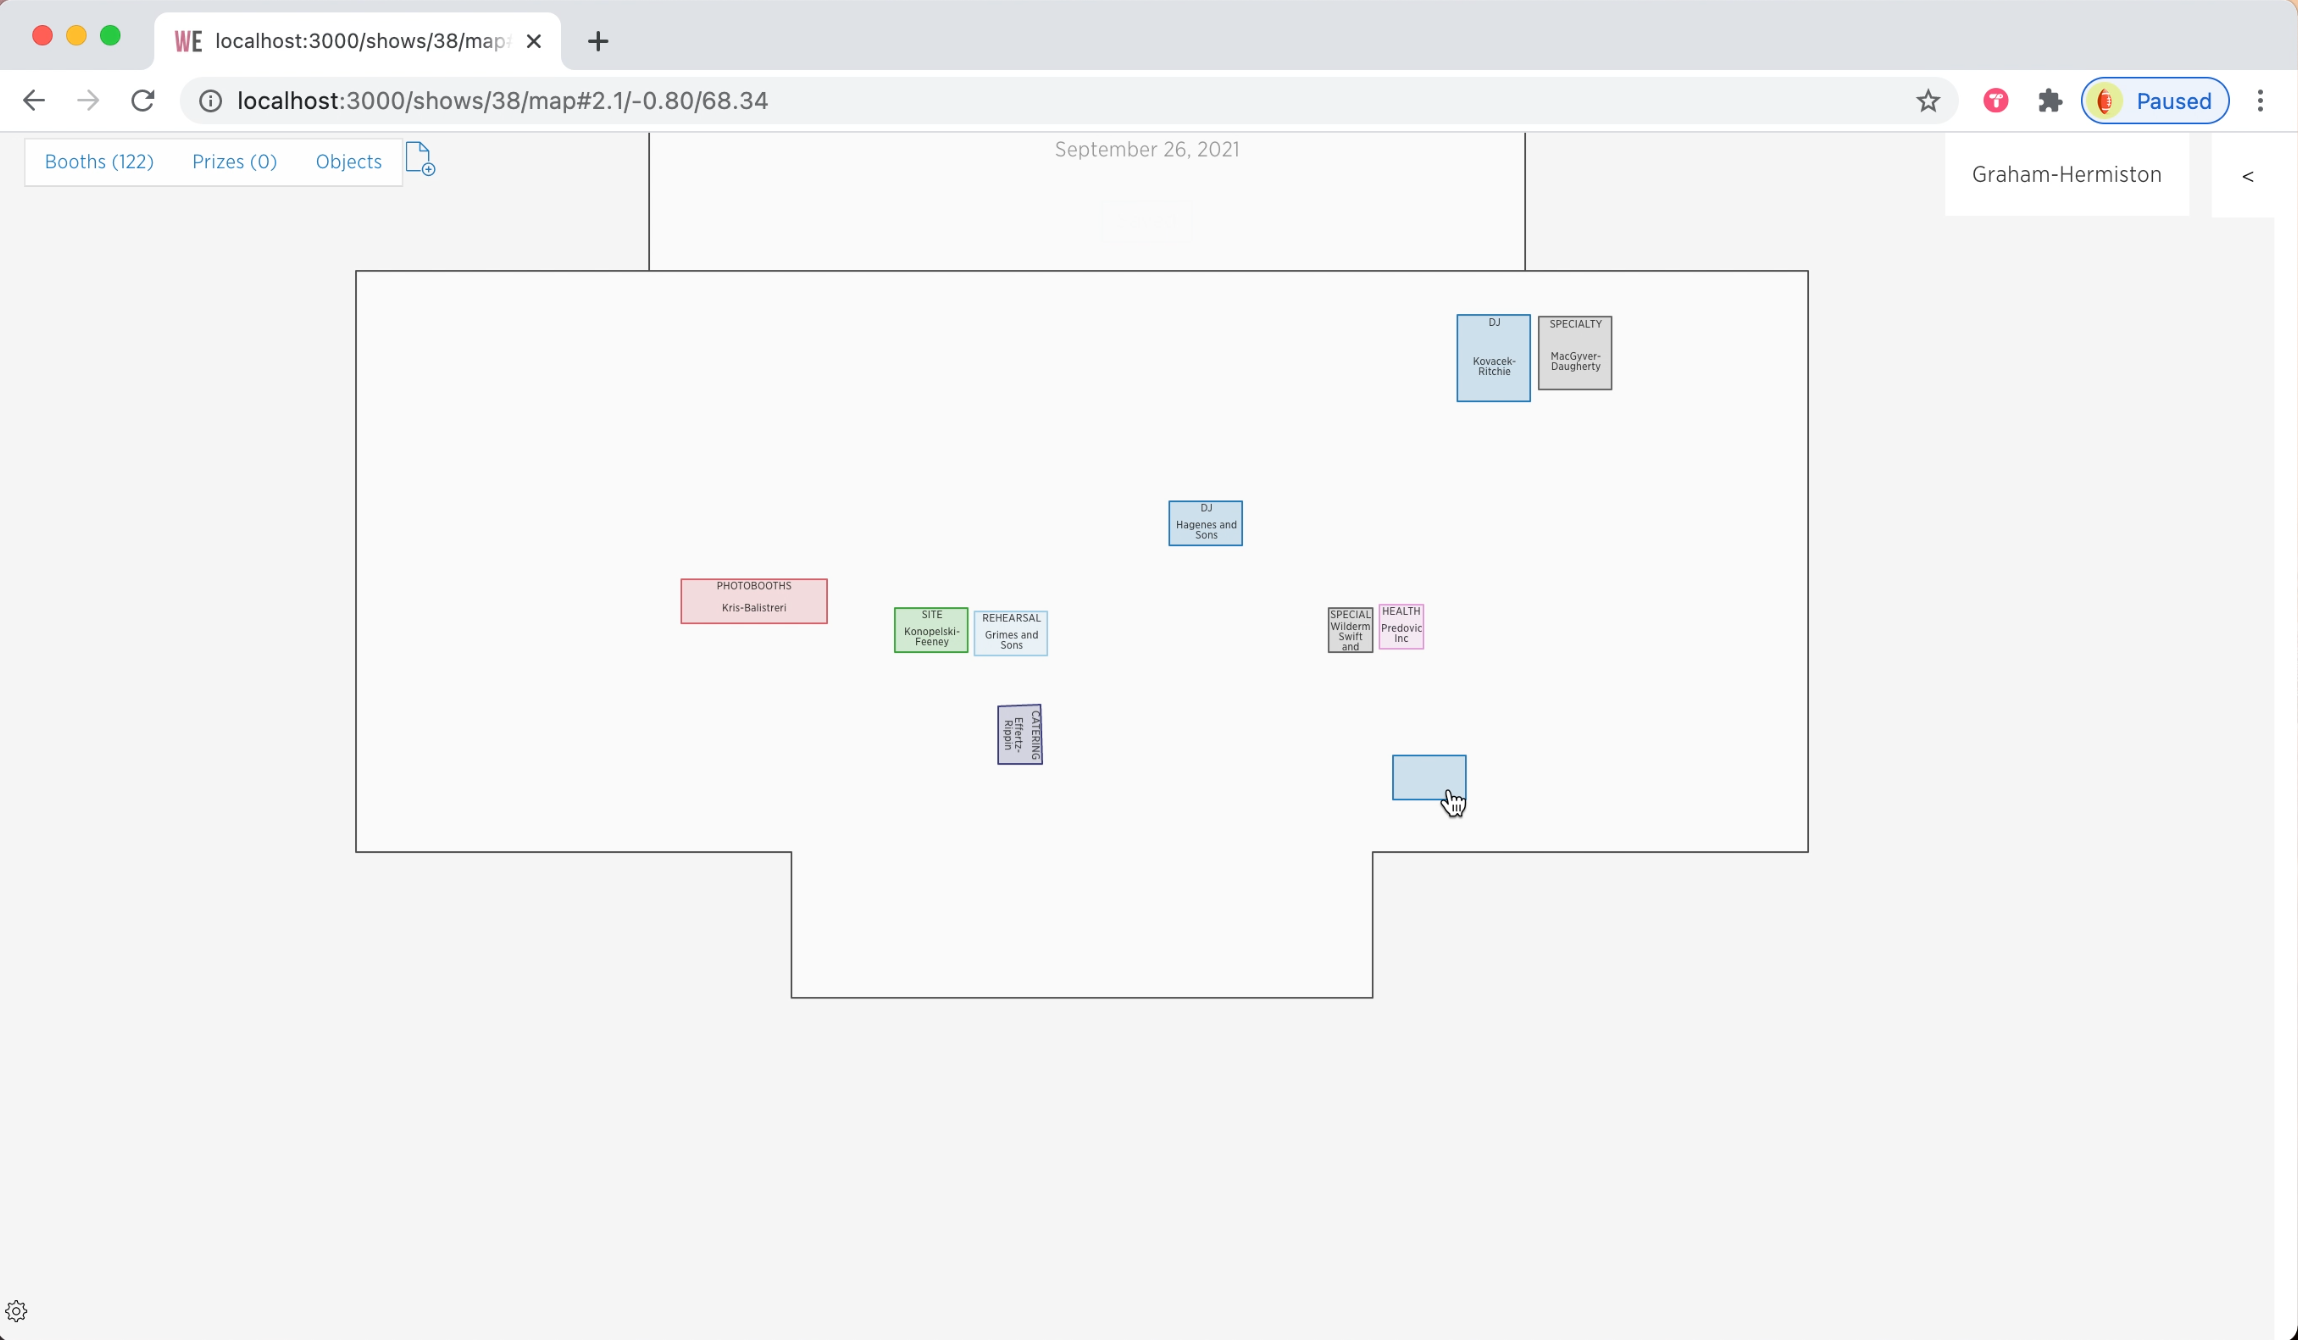 WE localhost:3000/shows/38/map#
localhost:3000/shows/38/map#2.1/-0.80/68.34
Paused
Booths (122) Prizes (0) Objects
September 26, 2021
Graham-Hermiston
<
DJ
Kovacek-
Ritchie
SPECIALTY
MacGyver-
Daugherty
DJ
Hagenes and
Sons
PHOTOBOOTHS
Kris-Balistreri
SITE
Konopelski-
Feeney
REHEARSAL
Grimes and
Sons
SPECIAL
Wilderm
Swift
and
HEALTH
Predovic
Inc
CATERING
Effertz-
Rippin